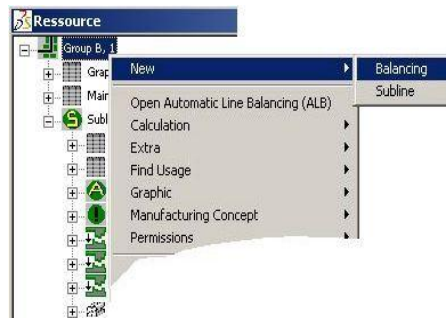 Ressource
Group B, 1
Grap
Main
Subl
New
Open Automatic Line Balancing (ALB)
Calculation
Extra
Find Usage
Graphic
Manufacturing Concept
Permissions
Balancing
Subline
S
A
!